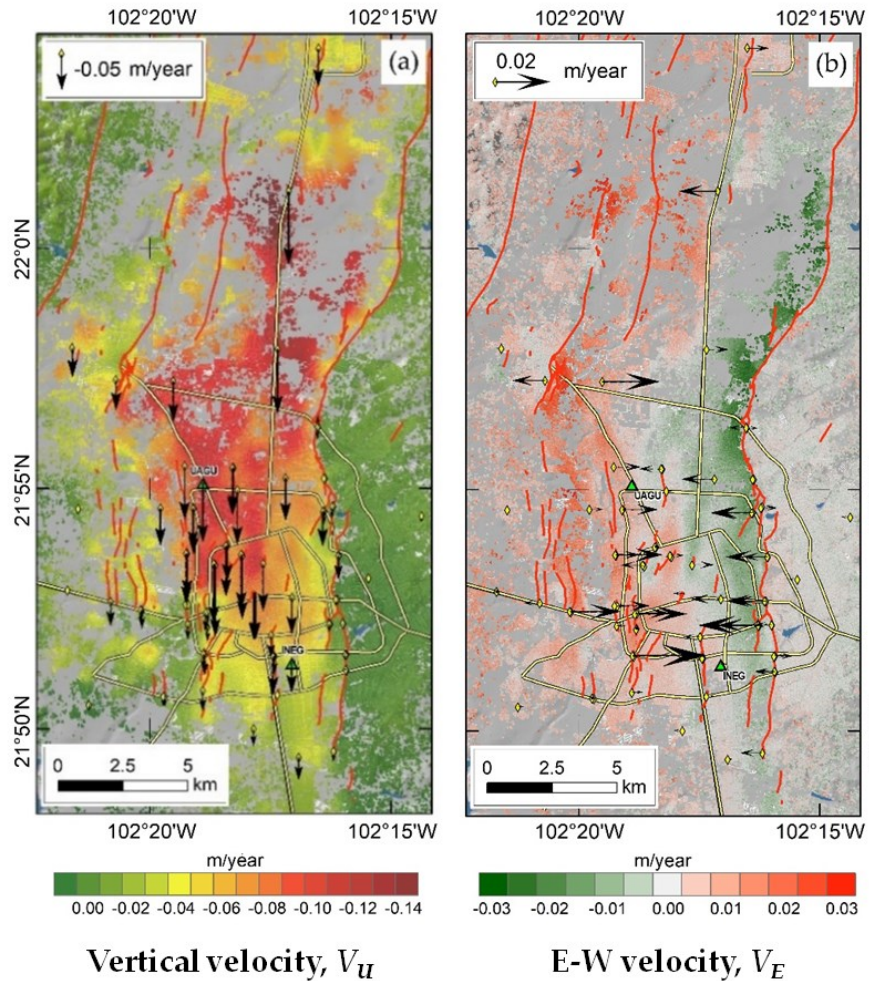 102°20'W 102°15'W 102°20'W 102°15'W
-0.05 m/year (a)
0.02 m/year (b)
22°0'N
21°55'N
21°50'N
UAGU
INEG
UAGU
INEG
0 2.5 5
km
0 2.5 5
km
102°20'W 102°15'W 102°20'W 102°15'W
m/year
0.00 -0.02 -0.04 -0.06 -0.08 -0.10 -0.12 -0.14
m/year
-0.03 -0.02 -0.01 0.00 0.01 0.02 0.03
Vertical velocity, VU
E-W velocity, VE